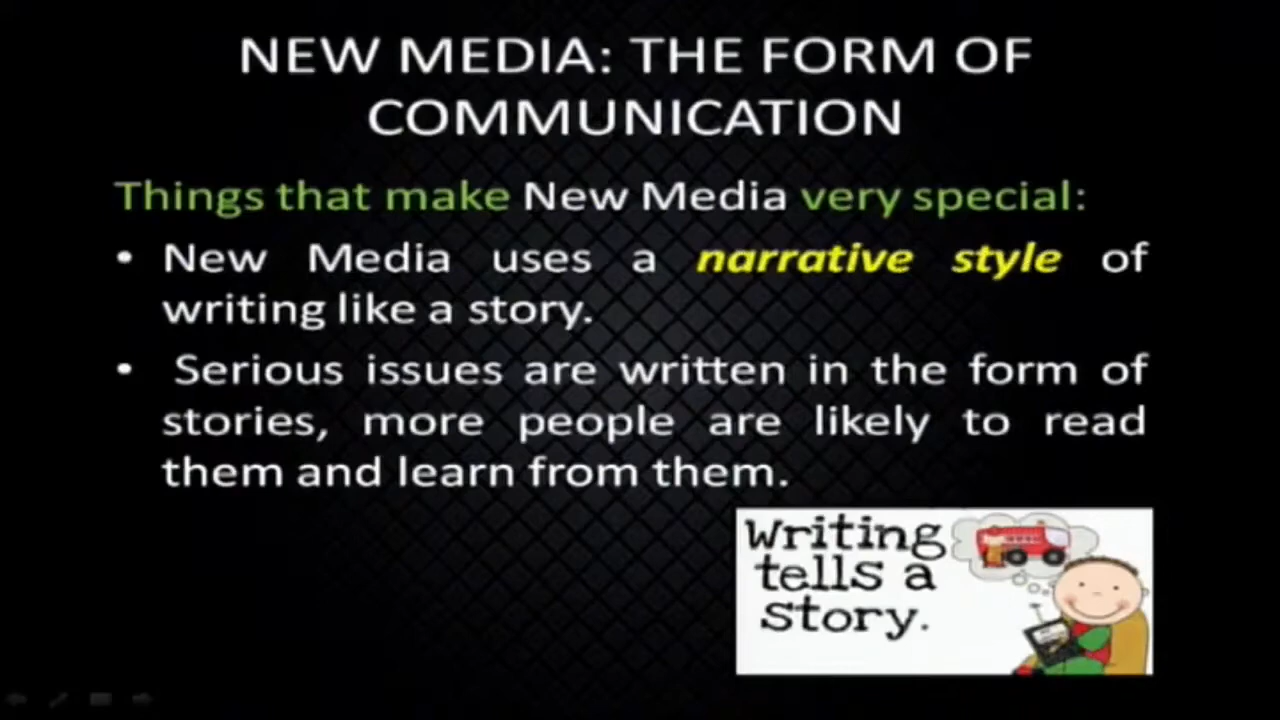 NEW MEDIA: THE FORM OF
COMMUNICATION
Things that make New Media very special:
• New Media uses a narrative style of
writing like a story.
• Serious issues are written in the form of
stories, more people are likely to read
them and learn from them.
Writing
tells a
story.